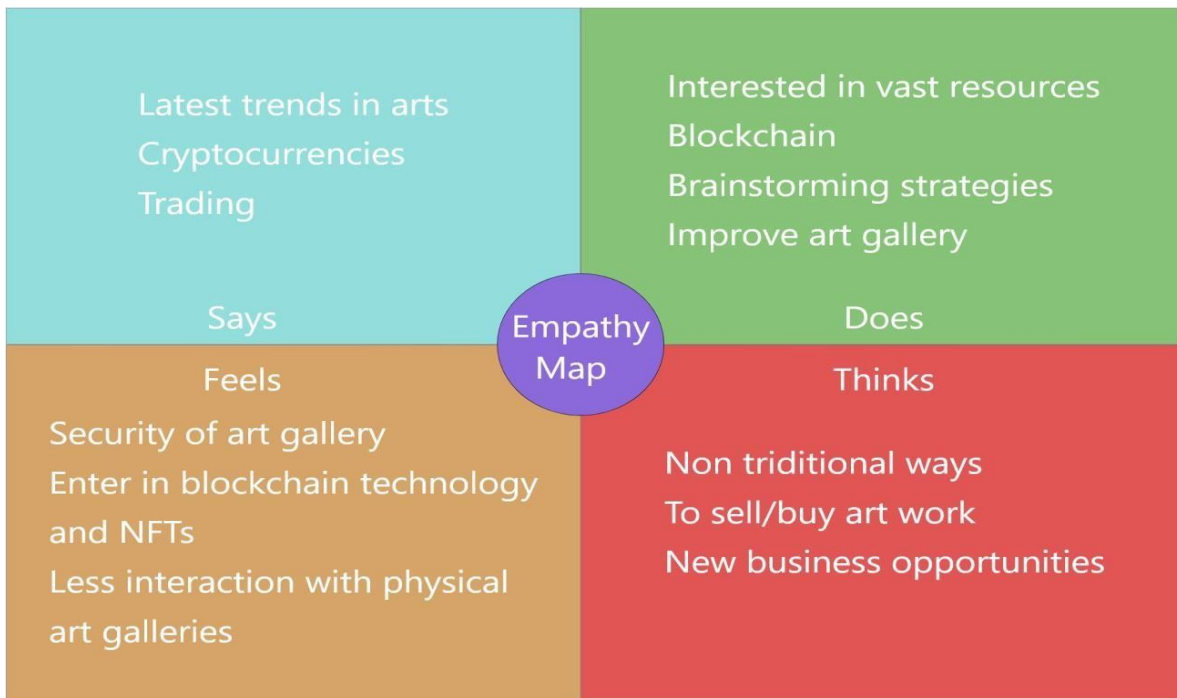 Latest trends in arts
Cryptocurrencies
Trading
Says
Interested in vast resources
Blockchain
Brainstorming strategies
Improve art gallery
Does
Empathy
Map
Feels
Security of art gallery
Enter in blockchain technology
and NFTs
Less interaction with physical
art galleries
Thinks
Non triditional ways
To sell/buy art work
New business opportunities